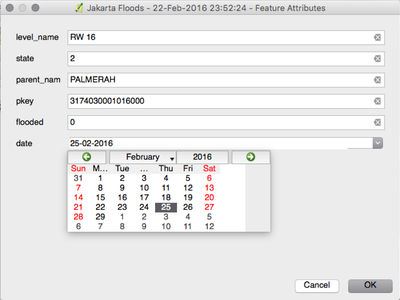 Jakarta Floods - 22-Feb-2016 23:52:24 - Feature Attributes
level_name RW 16
state 2
parent_nam PALMERAH
pkey 3174030001016000
flooded 0
date 25-02-2016
February 2016
Sun M... Tue ... Thu Fri Sat
31 1 2 3 4 5 6
7 8 9 10 11 12 13
14 15 16 17 18 19 20
21 22 23 24 25 26 27
28 29 1 2 3 4 5
6 7 8 9 10 11 12
Cancel OK